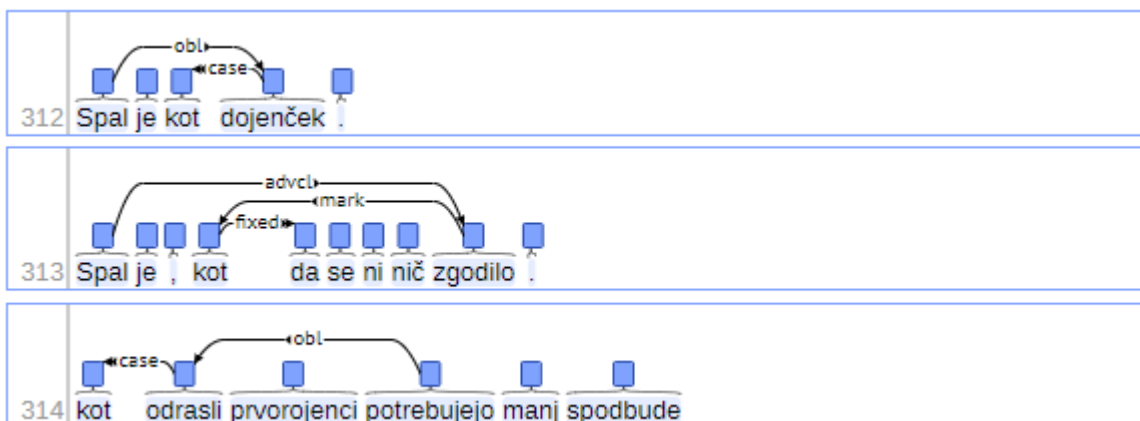 obl
case
312 Spal je kot dojenček .
advcl
mark
fixed
313 Spal je , kot da se ni nič zgodilo .
obl
case
314 kot odrasli prvorojenci potrebujejo manj spodbude